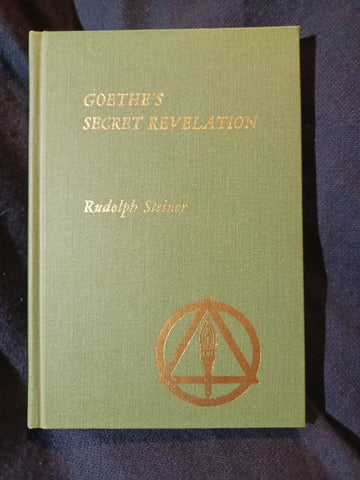 GOETHE'S
SECRET REVELATION
Rudolph Steiner